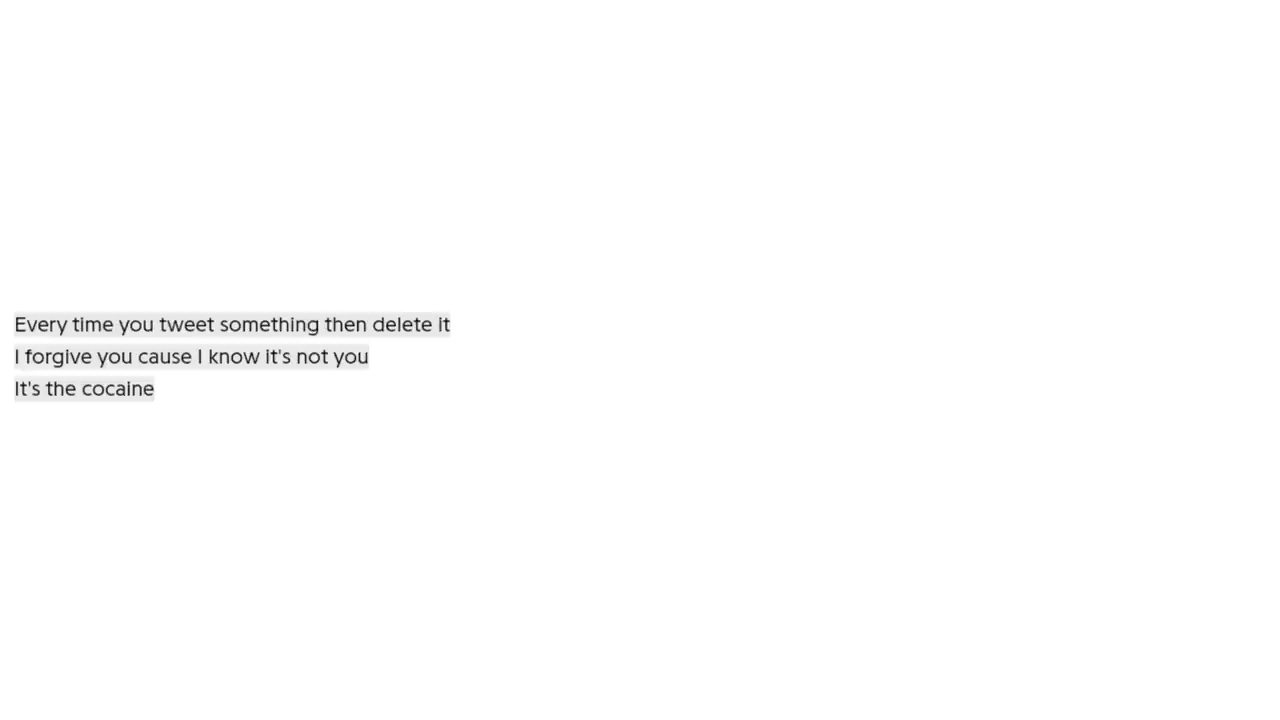 Every time you tweet something then delete it
I forgive you cause I know it's not you
It's the cocaine